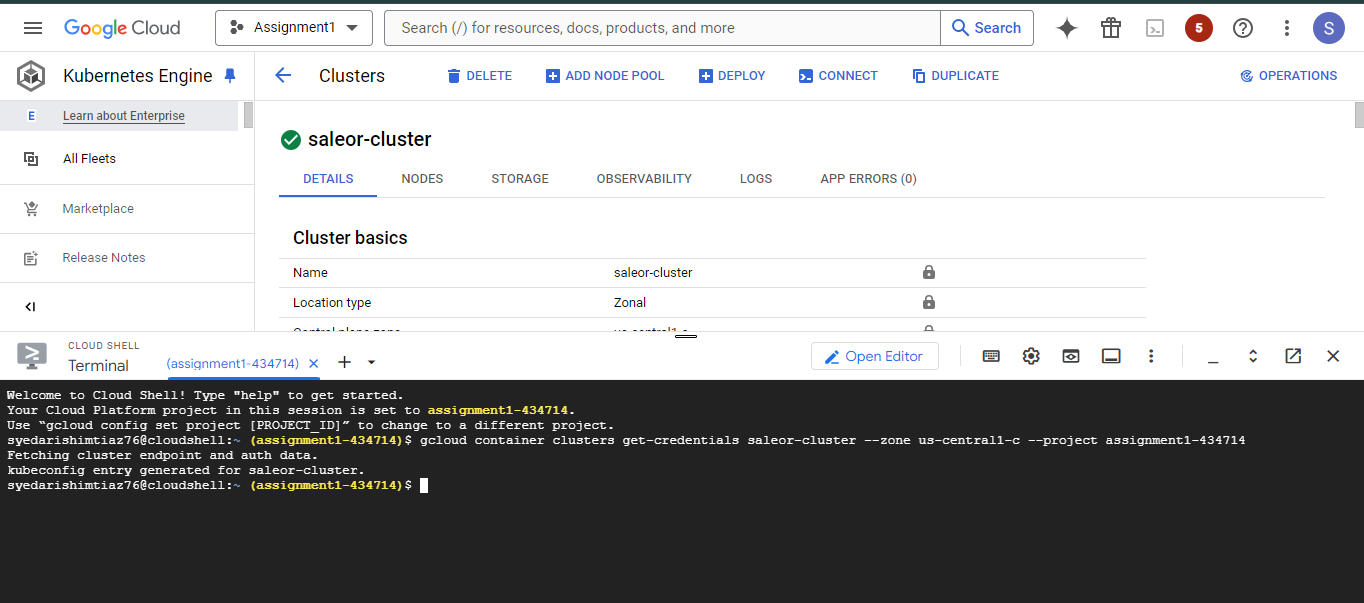 Google Cloud
Assignment1
Search (/) for resources, docs, products, and more
Search
5
S
Kubernetes Engine
Clusters
DELETE
ADD NODE POOL
DEPLOY
CONNECT
DUPLICATE
OPERATIONS
E
Learn about Enterprise
All Fleets
Marketplace
Release Notes
saleor-cluster
DETAILS
NODES
STORAGE
OBSERVABILITY
LOGS
APP ERRORS (0)
Cluster basics
Name
saleor-cluster
Location type
Zonal
Control plane zone
us-central1-c
CLOUD SHELL
Terminal
(assignment1-434714)
Open Editor
Welcome to Cloud Shell! Type "help" to get started.
Your Cloud Platform project in this session is set to assignment1-434714.
Use “gcloud config set project [PROJECT_ID]” to change to a different project.
syedarishimtiaz76@cloudshell:~ (assignment1-434714)$ gcloud container clusters get-credentials saleor-cluster --zone us-central1-c --project assignment1-434714
Fetching cluster endpoint and auth data.
kubeconfig entry generated for saleor-cluster.
syedarishimtiaz76@cloudshell:~ (assignment1-434714)$